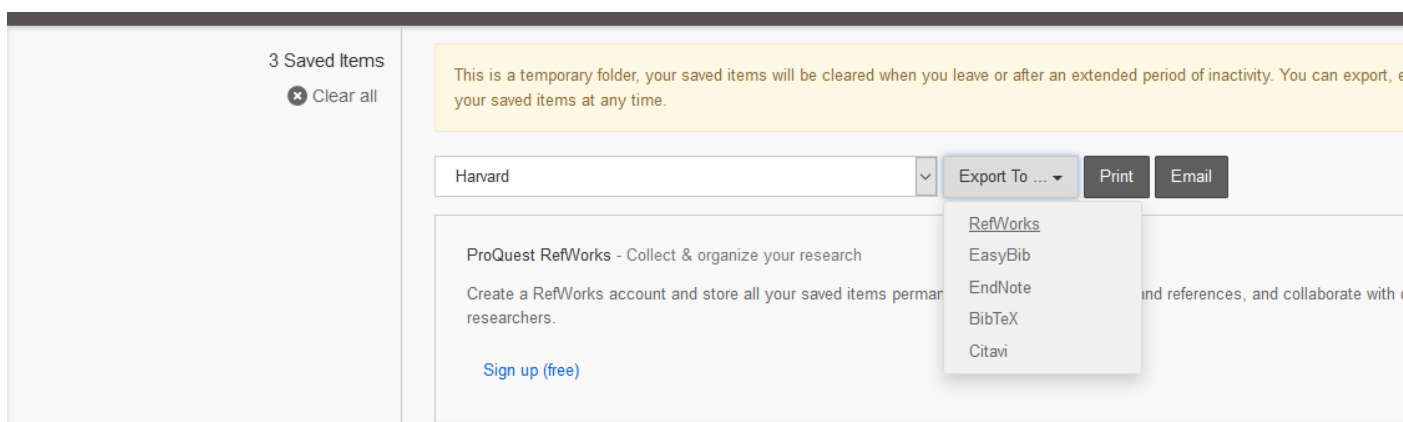 3 Saved Items
Clear all
This is a temporary folder, your saved items will be cleared when you leave or after an extended period of inactivity. You can export,
your saved items at any time.
Harvard
Export To ...
Print
Email
RefWorks
EasyBib
EndNote
BibTeX
Citavi
ProQuest RefWorks - Collect & organize your research
Create a RefWorks account and store all your saved items and references, and collaborate with
researchers.
Sign up (free)